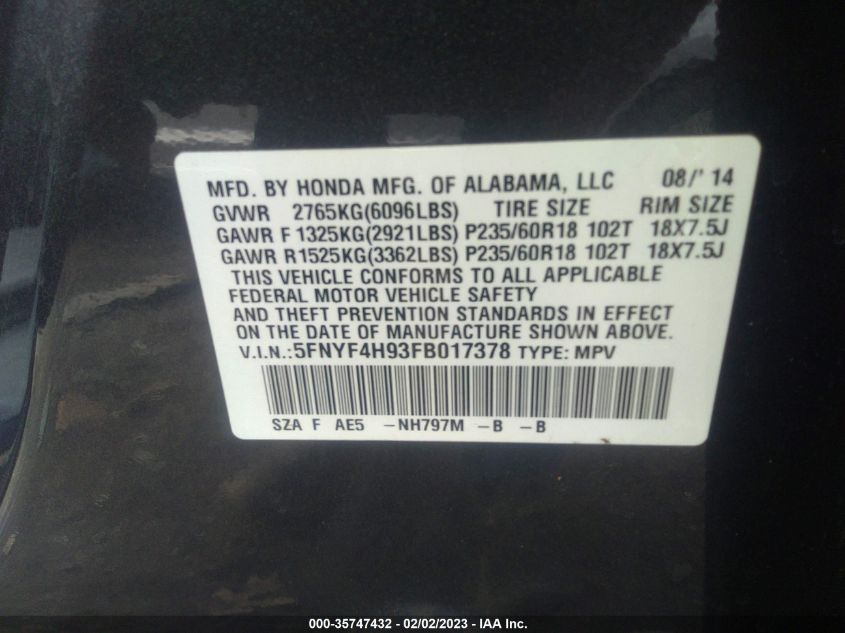 MFD. BY HONDA MFG. OF ALABAMA, LLC 08/' 14
GVWR 2765KG(6096LBS) TIRE SIZE RIM SIZE
GAWR F 1325KG(2921LBS) P235/60R18 102T 18X7.5J
GAWR R1525KG(3362LBS) P235/60R18 102T 18X7.5J
THIS VEHICLE CONFORMS TO ALL APPLICABLE
FEDERAL MOTOR VEHICLE SAFETY
AND THEFT PREVENTION STANDARDS IN EFFECT
ON THE DATE OF MANUFACTURE SHOWN ABOVE.
V.I.N.:5FNYF4H93FB017378 TYPE: MPV
SZA F AE5 -NH797M -B -B
000-35747432 - 02/02/2023 - IAA Inc.